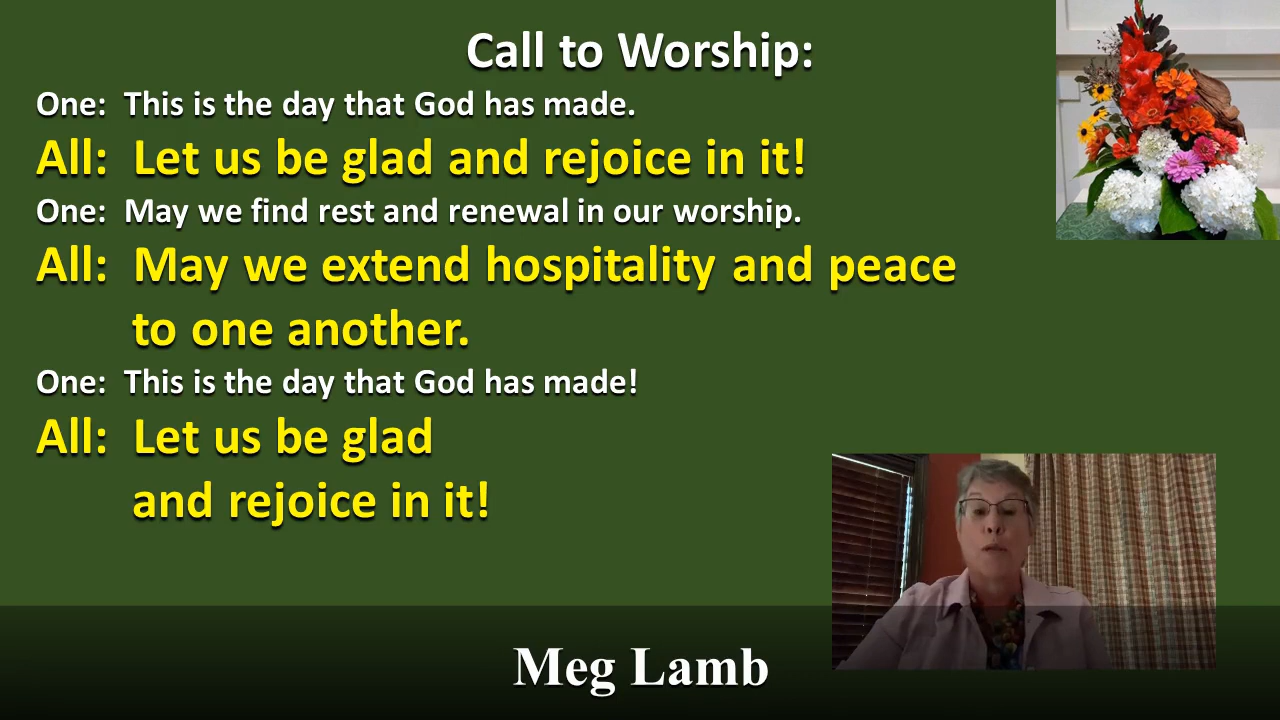 Call to Worship:
One: This is the day that God has made.
All: Let us be glad and rejoice in it!
One: May we find rest and renewal in our worship.
All: May we extend hospitality and peace
to one another.
One: This is the day that God has made!
All: Let us be glad
and rejoice in it!
Meg Lamb